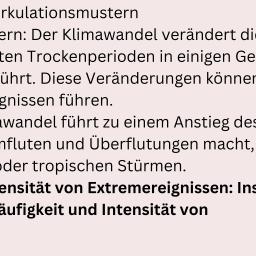 rkulationsmustern
ern: Der Klimawandel verändert di
ten Trockenperioden in einigen Ge
ührt. Diese Veränderungen können
gnissen führen.
awandel führt zu einem Anstieg des
nfluten und Überflutungen macht,
oder tropischen Stürmen.
ensität von Extremereignissen: Ins
äufigkeit und Intensität von